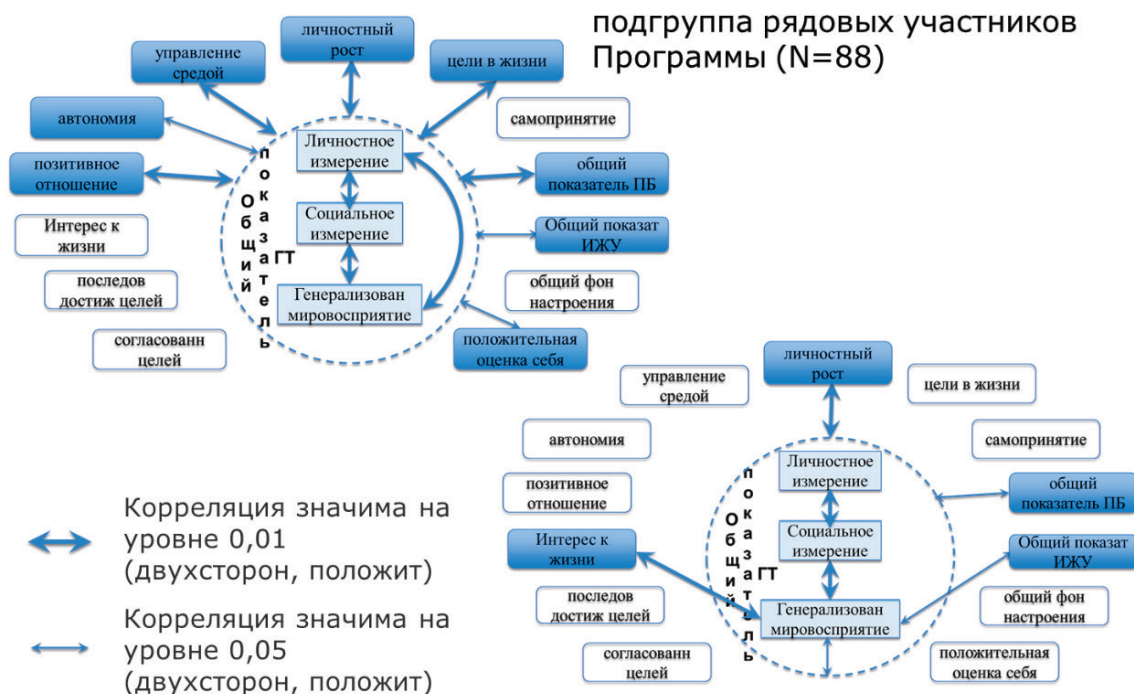 подгруппа рядовых участников
Программы (N=88)
личностный
рост
управление
средой
цели в жизни
автономия
самопринятие
позитивное
отношение
общий
показатель ПБ
Интерес к
жизни
Общий показат
ИЖУ
последов
достиж целей
общий фон
настроения
согласованн
целей
положительная
оценка себя
Общий
показатель
ГТ
Личностное
измерение
Социальное
измерение
Генерализован
мировосприятие
личностный
рост
управление
средой
цели в жизни
автономия
самопринятие
позитивное
отношение
общий
показатель ПБ
Интерес к
жизни
Общий показат
ИЖУ
последов
достиж целей
общий фон
настроения
согласованн
целей
положительная
оценка себя
Общий
показатель
ГТ
Личностное
измерение
Социальное
измерение
Генерализован
мировосприятие
Корреляция значима на
уровне 0,01
(двухсторон, положит)
Корреляция значима на
уровне 0,05
(двухсторон, положит)